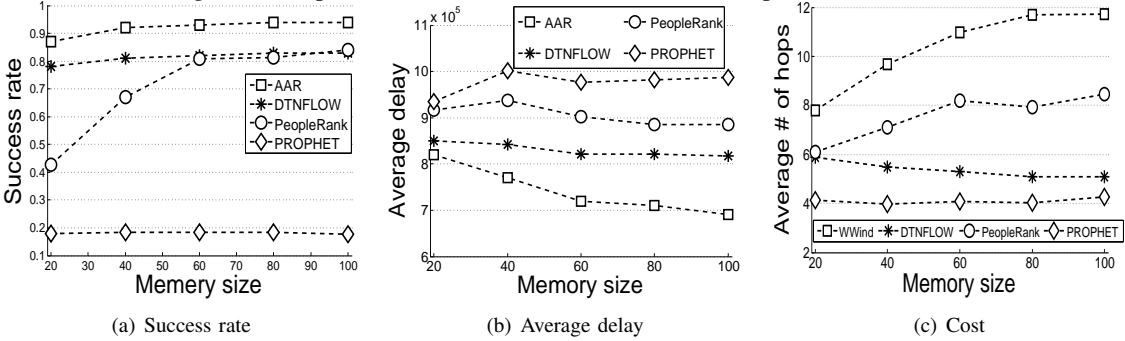 1
0.9
0.8
0.7
0.6
0.5
0.4
0.3
0.2
0.1
Success rate
AAR
DTNFLOW
PeopleRank
PROPHET
20 30 40 50 60 70 80 90 100
Memery size
(a) Success rate
11 x 10^5
10
9
8
7
6
Average delay
AAR
PeopleRank
DTNFLOW
PROPHET
20 40 60 80 100
Memory size
(b) Average delay
12
10
8
6
4
2
Average # of hops
WWind DTNFLOW PeopleRank PROPHET
20 40 60 80 100
Memory size
(c) Cost